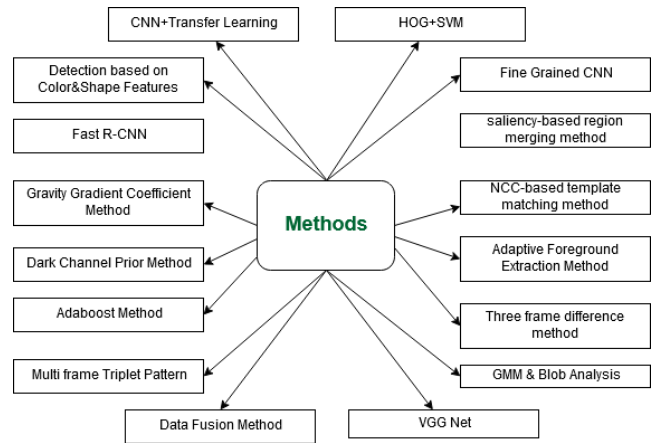 CNN+Transfer Learning
HOG+SVM
Detection based on
Color&Shape Features
Fine Grained CNN
Fast R-CNN
saliency-based region
merging method
Gravity Gradient Coefficient
Method
NCC-based template
matching method
Methods
Dark Channel Prior Method
Adaptive Foreground
Extraction Method
Adaboost Method
Three frame difference
method
Multi frame Triplet Pattern
GMM & Blob Analysis
Data Fusion Method
VGG Net